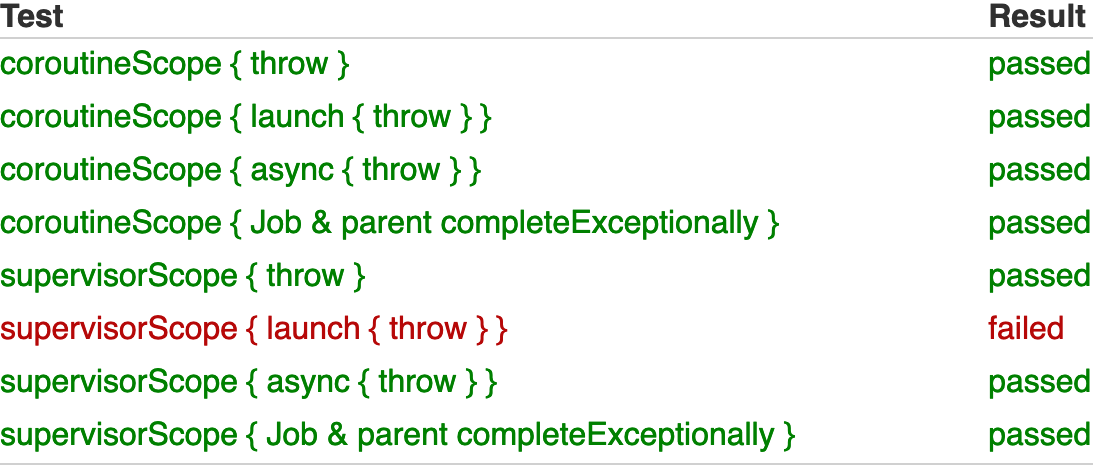 Test Result
coroutineScope { throw } passed
coroutineScope { launch { throw } } passed
coroutineScope { async { throw } } passed
coroutineScope { Job & parent completeExceptionally } passed
supervisorScope { throw } passed
supervisorScope { launch { throw } } failed
supervisorScope { async { throw } } passed
supervisorScope { Job & parent completeExceptionally } passed